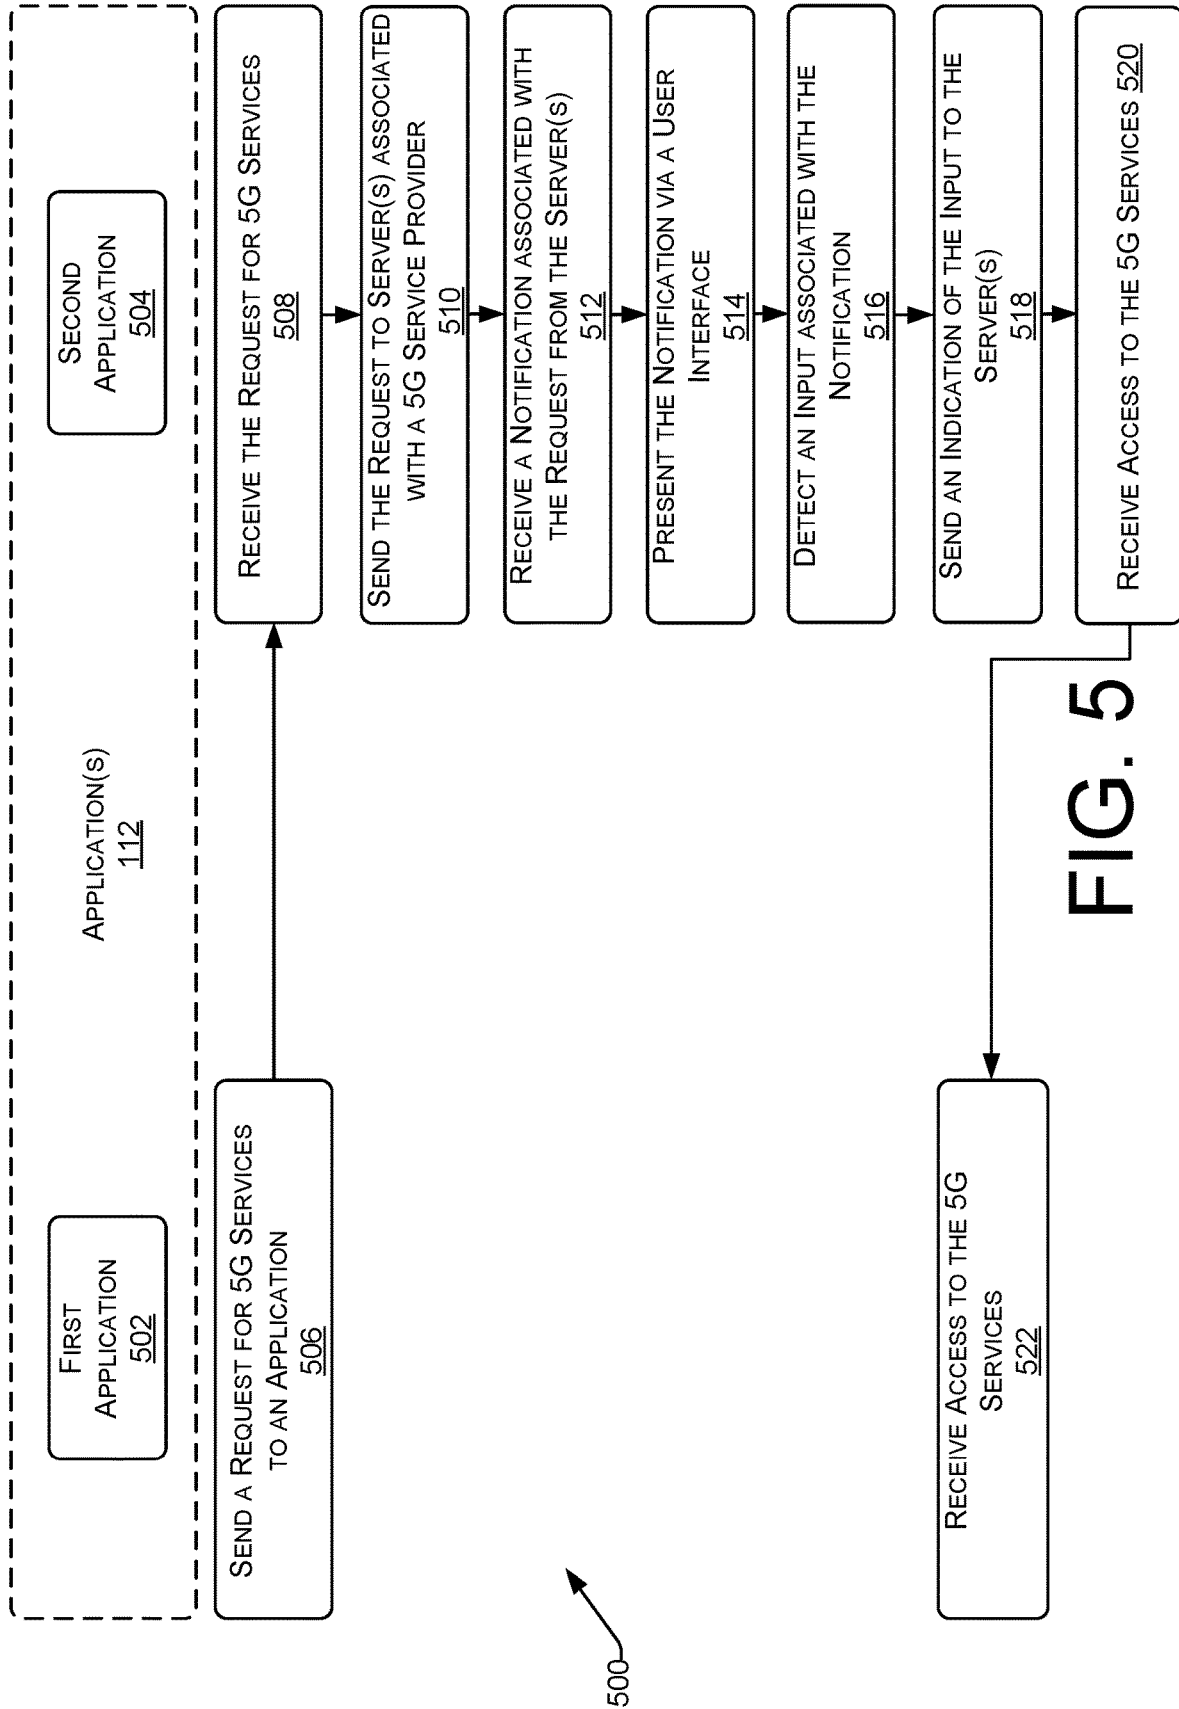 APPLICATION(S)
112
FIRST
APPLICATION
502
SECOND
APPLICATION
504
SEND A REQUEST FOR 5G SERVICES
TO AN APPLICATION
506
RECEIVE THE REQUEST FOR 5G SERVICES
508
SEND THE REQUEST TO SERVER(S) ASSOCIATED
WITH A 5G SERVICE PROVIDER
510
RECEIVE A NOTIFICATION ASSOCIATED WITH
THE REQUEST FROM THE SERVER(S)
512
PRESENT THE NOTIFICATION VIA A USER
INTERFACE
514
DETECT AN INPUT ASSOCIATED WITH THE
NOTIFICATION
516
SEND AN INDICATION OF THE INPUT TO THE
SERVER(S)
518
RECEIVE ACCESS TO THE 5G SERVICES 520
RECEIVE ACCESS TO THE 5G
SERVICES
522
500
FIG. 5